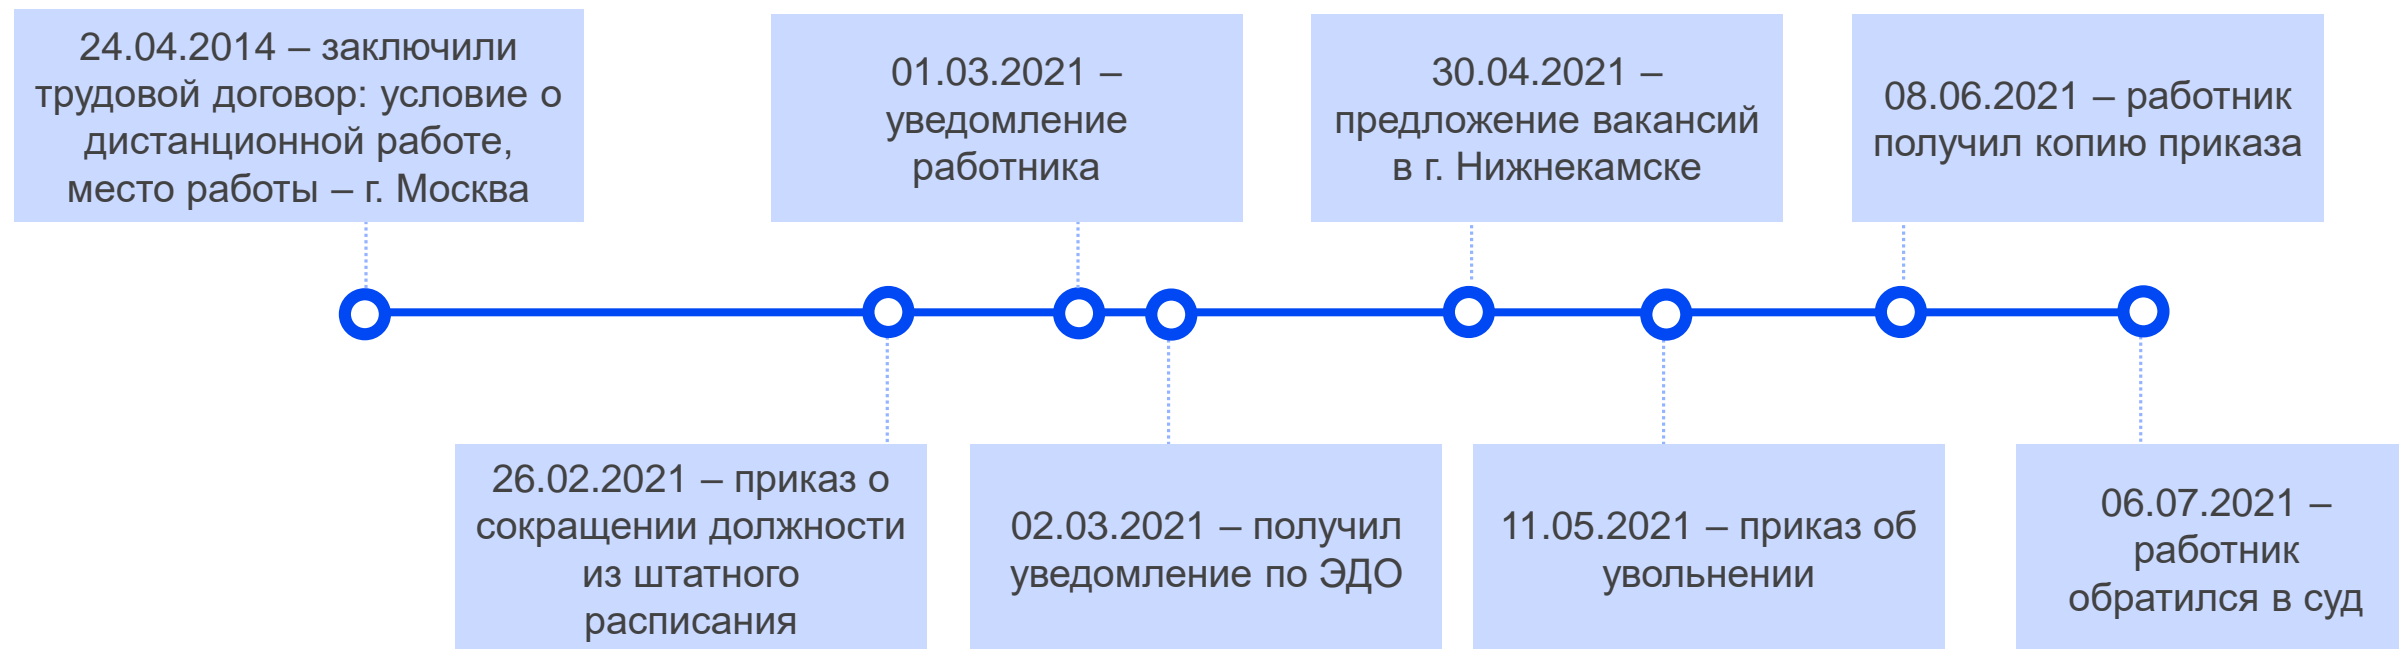 24.04.2014 – заключили
трудовой договор: условие о
дистанционной работе,
место работы – г. Москва
26.02.2021 – приказ о
сокращении должности
из штатного
расписания
01.03.2021 –
уведомление
работника
02.03.2021 – получил
уведомление по ЭДО
30.04.2021 –
предложение вакансий
в г. Нижнекамске
11.05.2021 – приказ об
увольнении
08.06.2021 – работник
получил копию приказа
06.07.2021 –
работник
обратился в суд